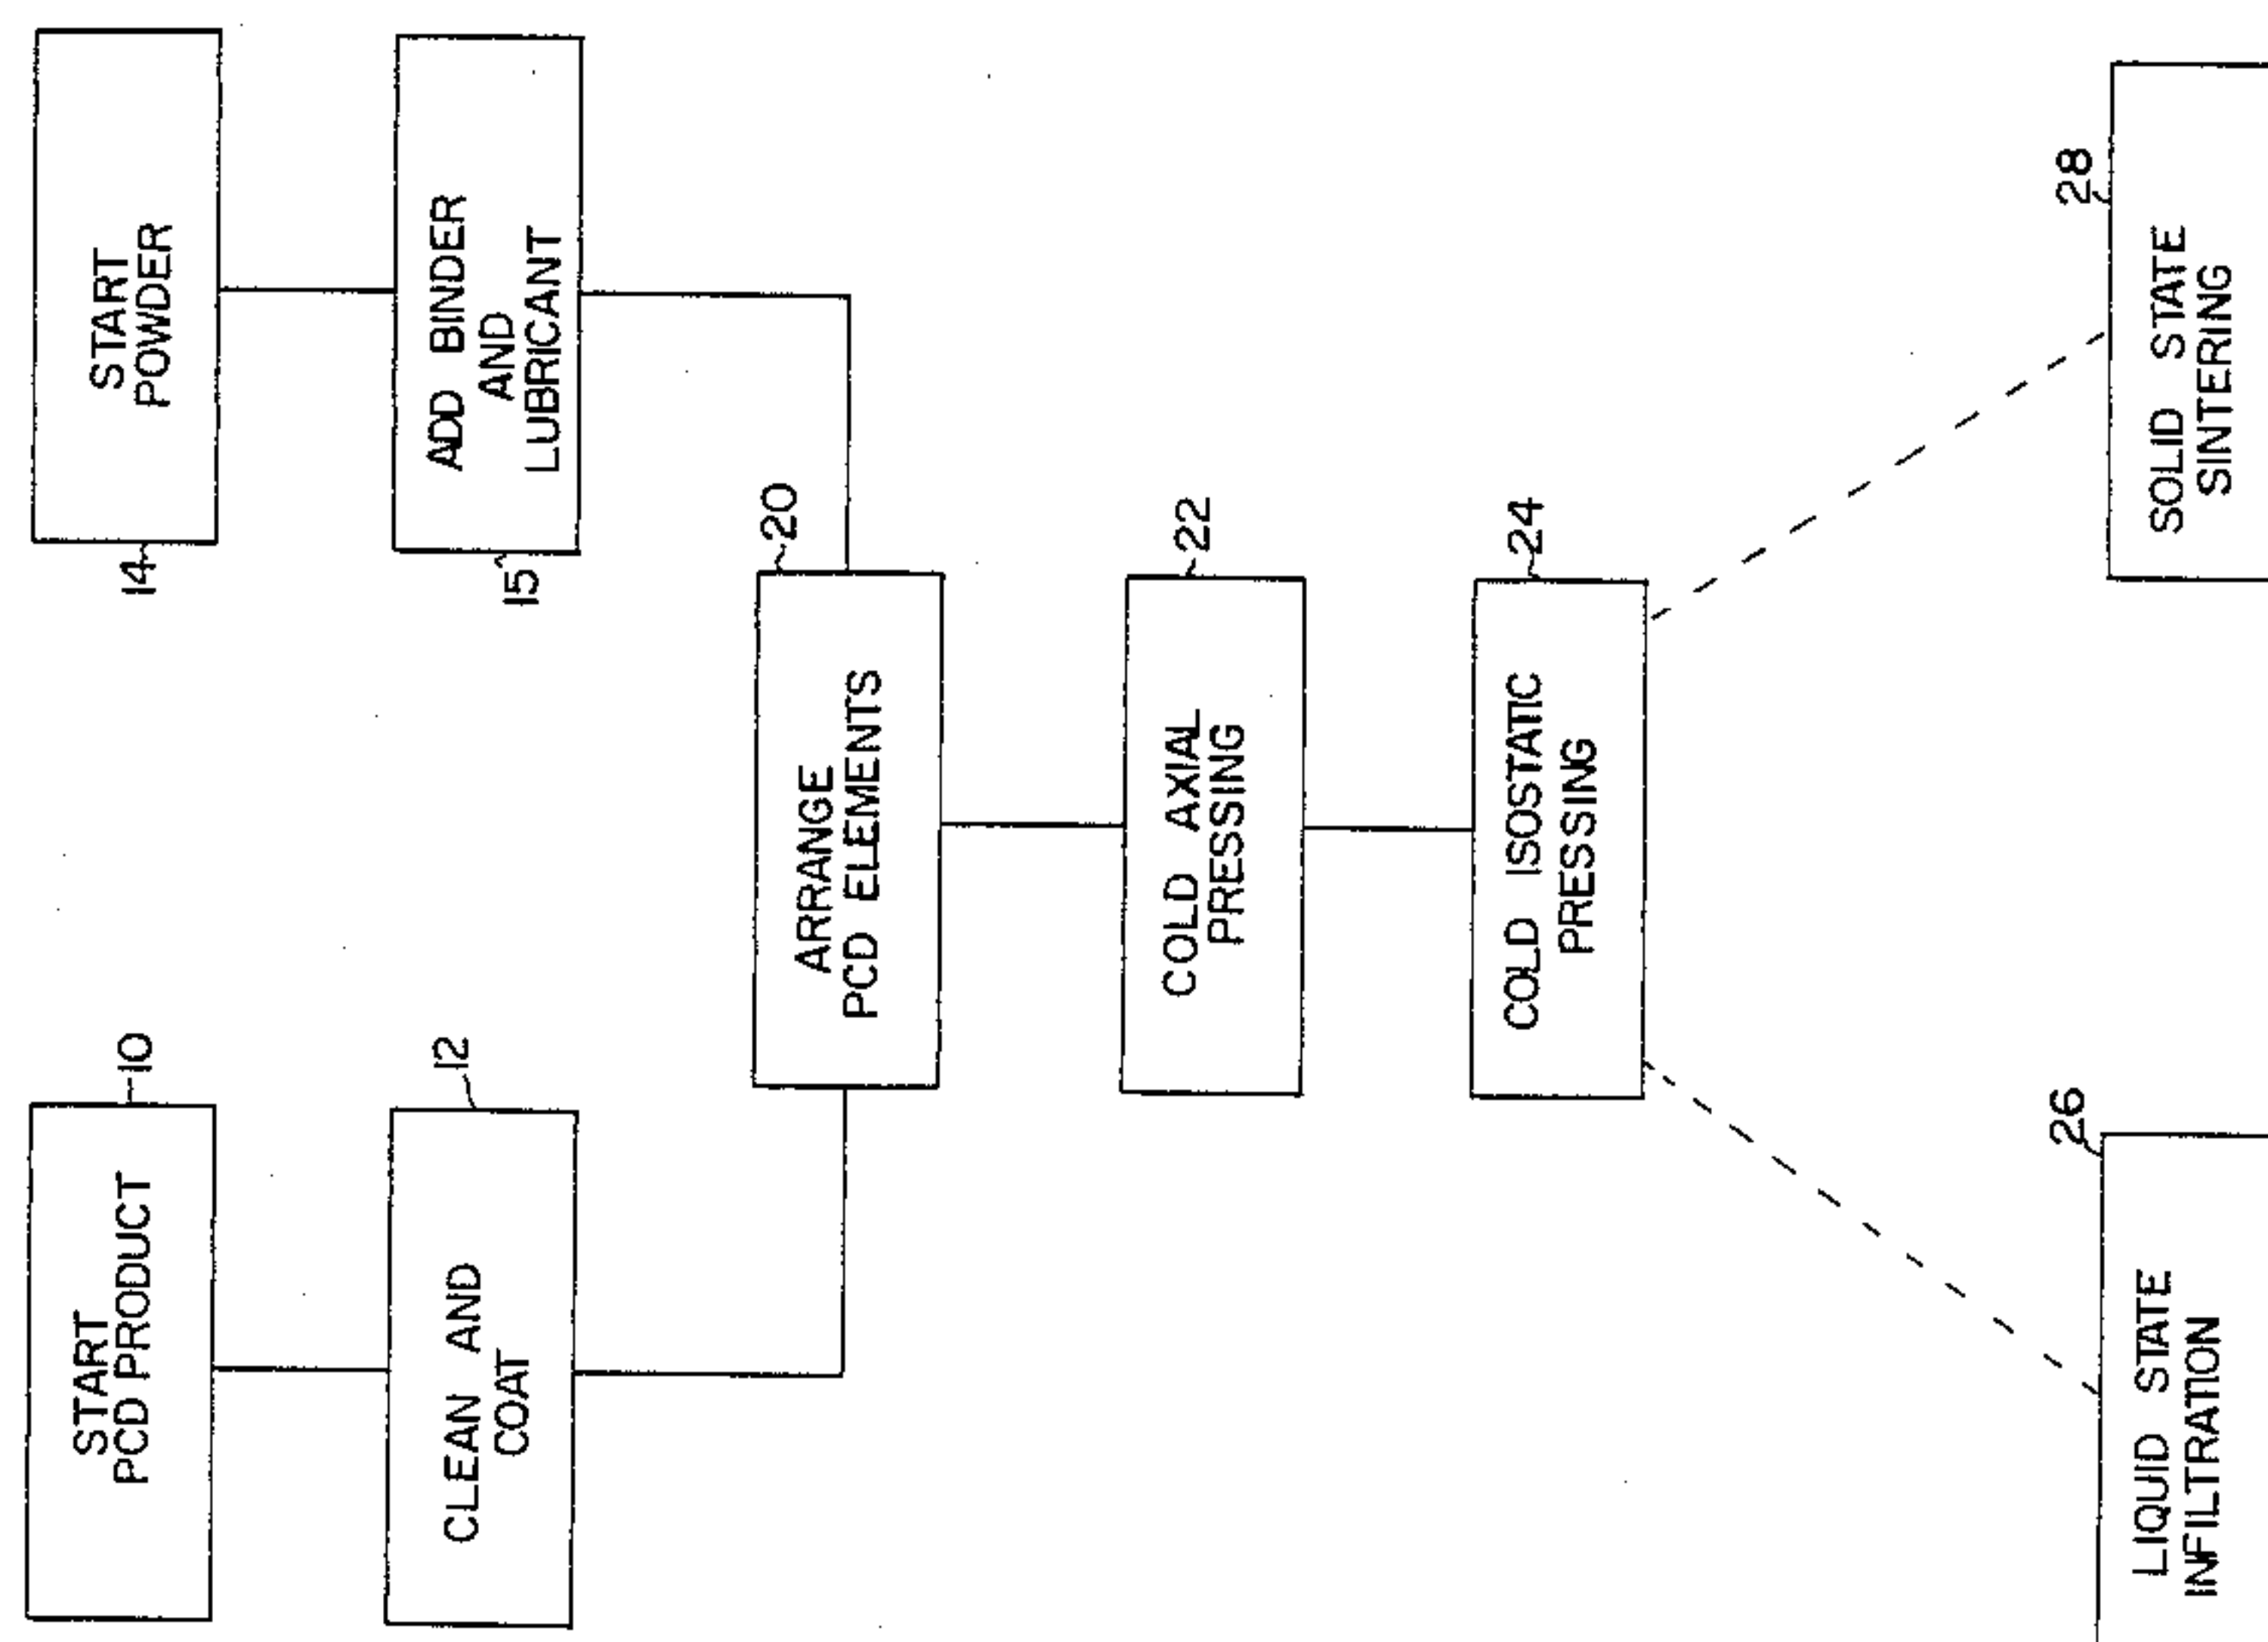 START
PCD PRODUCT
10
START
POWDER
14
CLEAN AND
COAT
12
ADD BINDER
AND
LUBRICANT
15
ARRANGE
PCD ELEMENTS
20
COLD AXIAL
PRESSING
22
COLD ISOSTATIC
PRESSING
24
LIQUID STATE
INFILTRATION
26
SOLID STATE
SINTERING
28